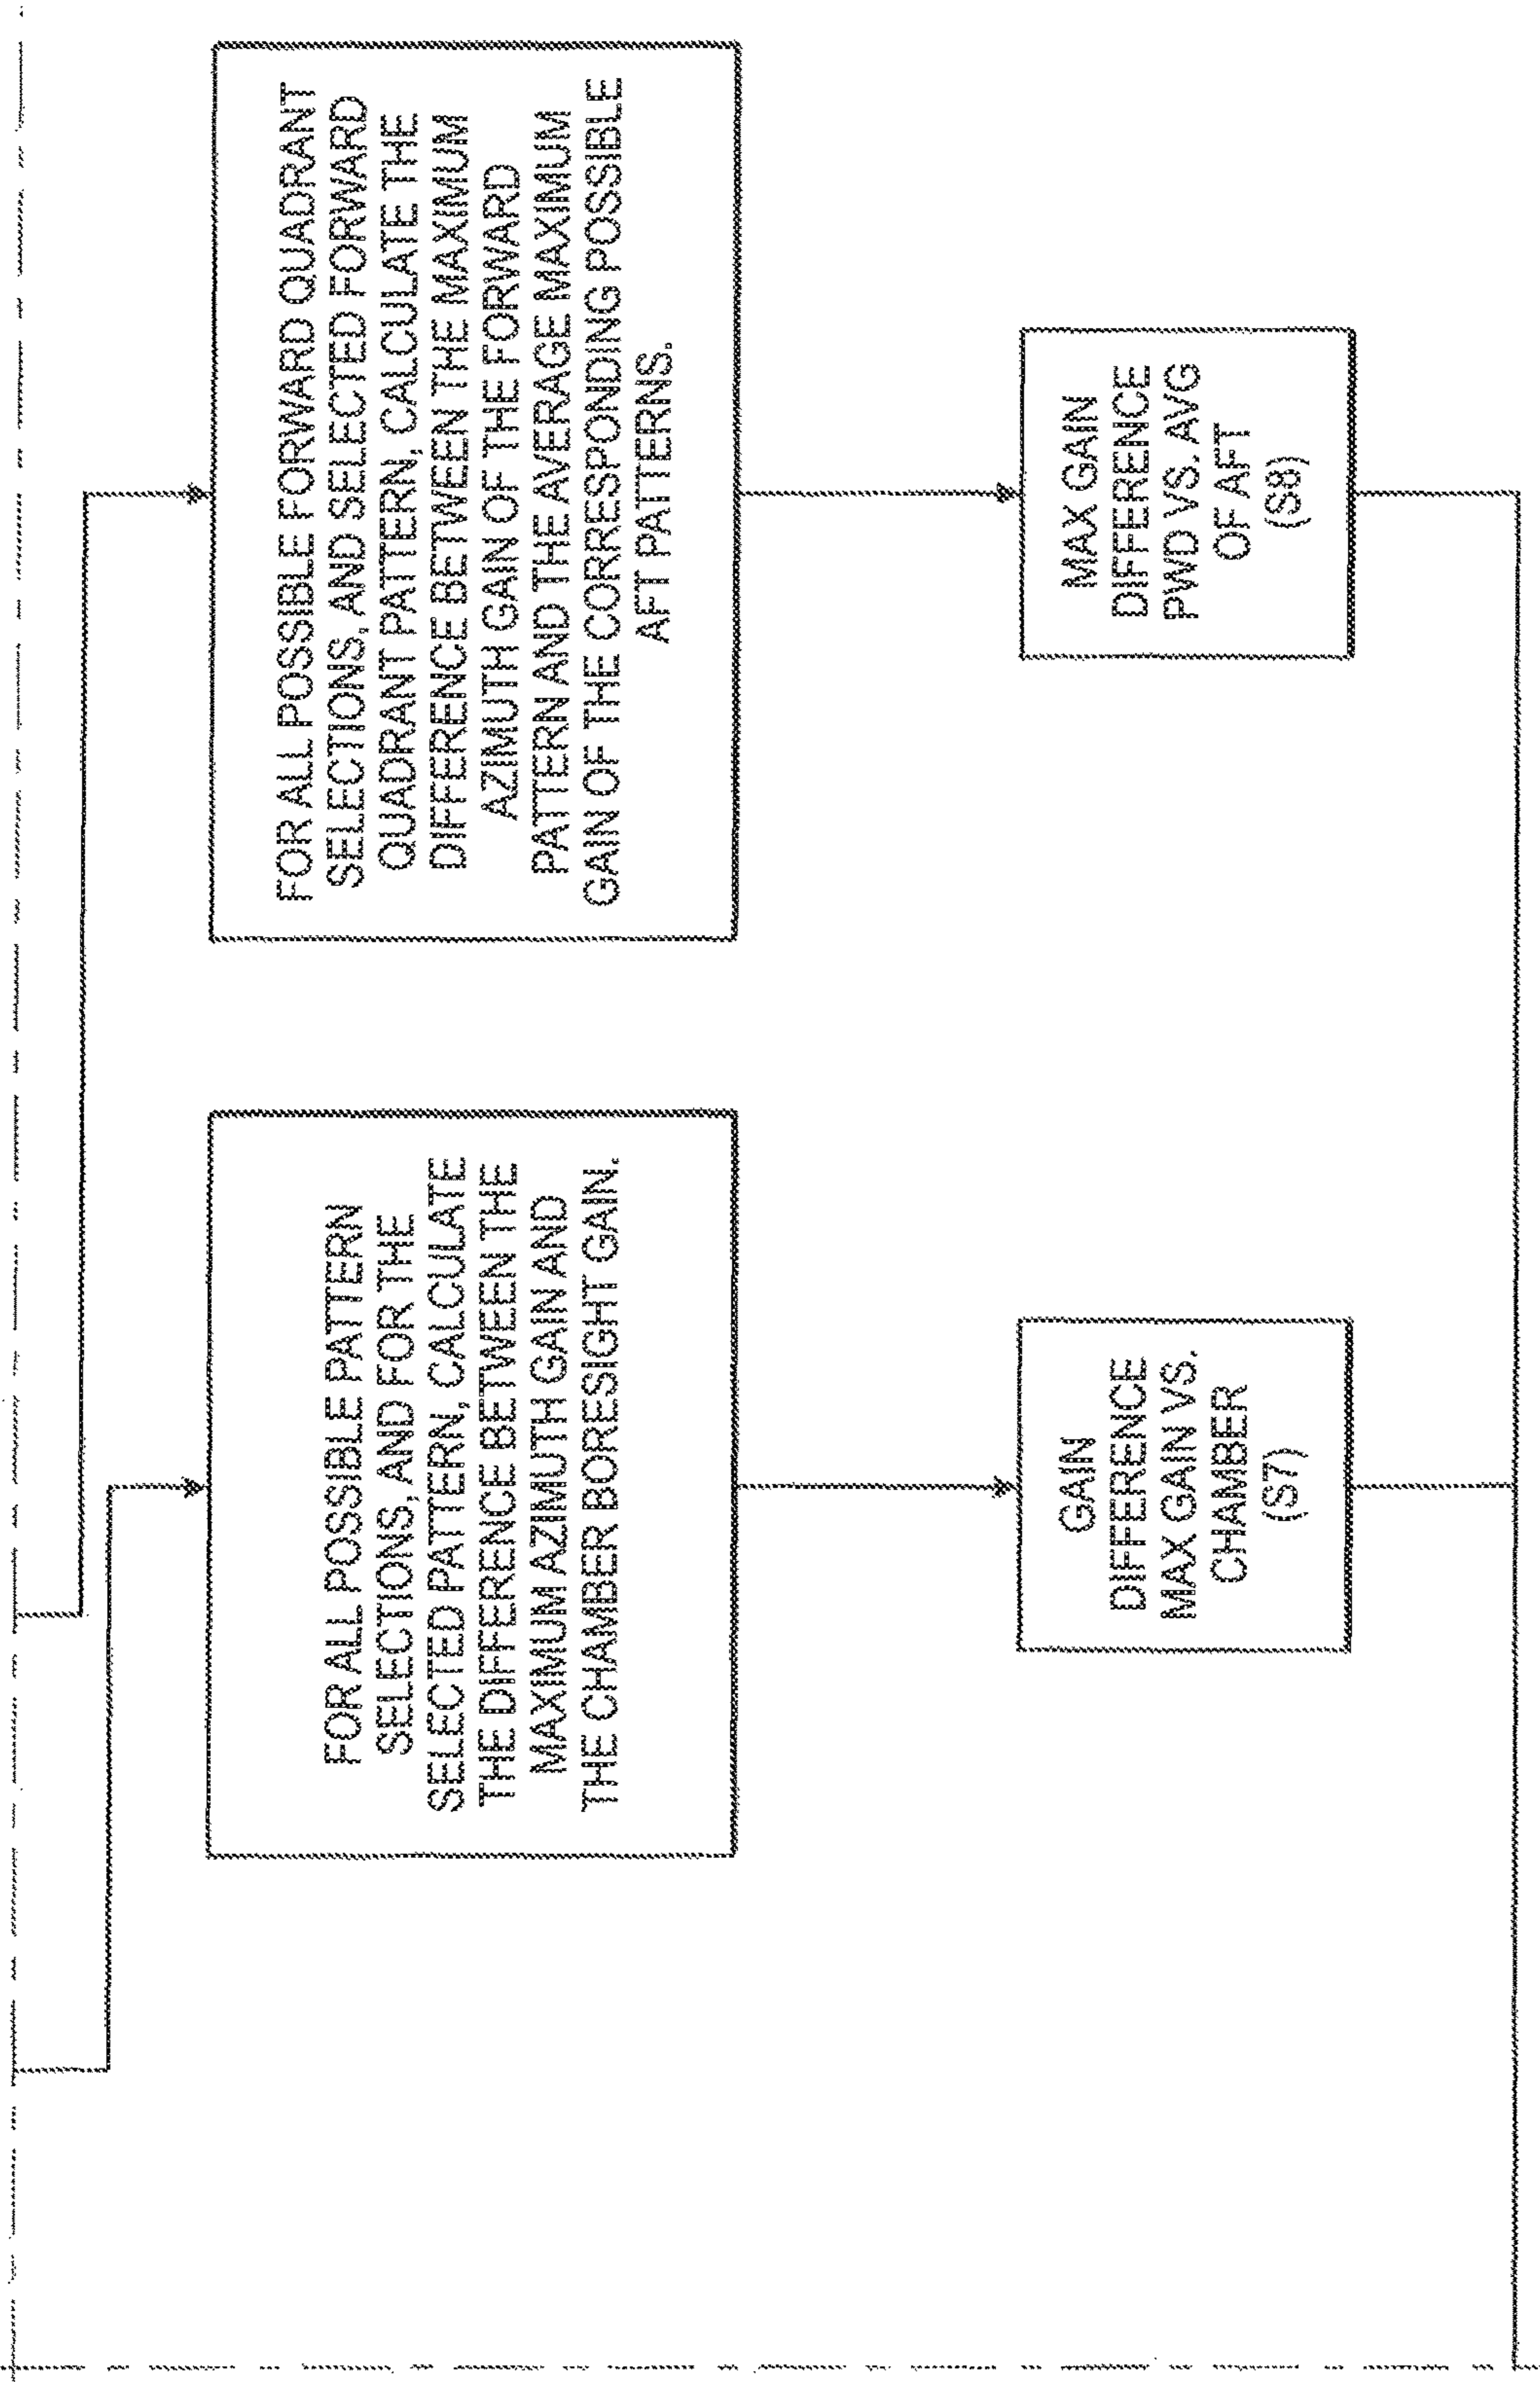 FOR ALL POSSIBLE PATTERN
SELECTIONS, AND FOR THE
SELECTED PATTERN, CALCULATE
THE DIFFERENCE BETWEEN THE
MAXIMUM AZIMUTH GAIN AND
THE CHAMBER BORESIGHT GAIN.
FOR ALL POSSIBLE FORWARD QUADRANT
SELECTIONS, AND SELECTED FORWARD
QUADRANT PATTERN, CALCULATE THE
DIFFERENCE BETWEEN THE MAXIMUM
AZIMUTH GAIN OF THE FORWARD
PATTERN AND THE AVERAGE MAXIMUM
GAIN OF THE CORRESPONDING POSSIBLE
AFT PATTERNS.
GAIN
DIFFERENCE
MAX GAIN VS.
CHAMBER
(S7)
MAX GAIN
DIFFERENCE
PWD VS. AVG
OF AFT
(S8)